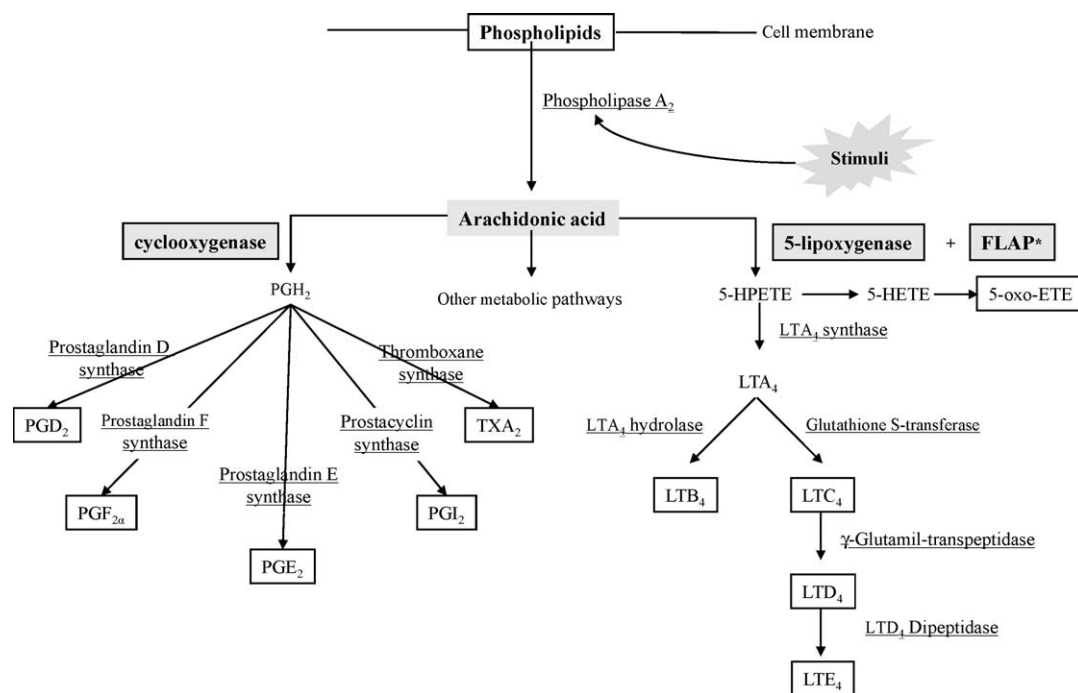 Phospholipids
Cell membrane
Phospholipase A₂
Stimuli
Arachidonic acid
cyclooxygenase
5-lipoxygenase + FLAP*
PGH₂
Other metabolic pathways
5-HPETE
5-HETE
5-oxo-ETE
LTA₄ synthase
Prostaglandin D
synthase
Thromboxane
synthase
LTA₄
PGD₂
Prostaglandin F
synthase
Prostacyclin
synthase
TXA₂
LTA₄ hydrolase
Glutathione S-transferase
Prostaglandin E
synthase
PGF₂α
PGI₂
LTB₄
LTC₄
γ-Glutamil-transpeptidase
PGE₂
LTD₄
LTD₄ Dipeptidase
LTE₄